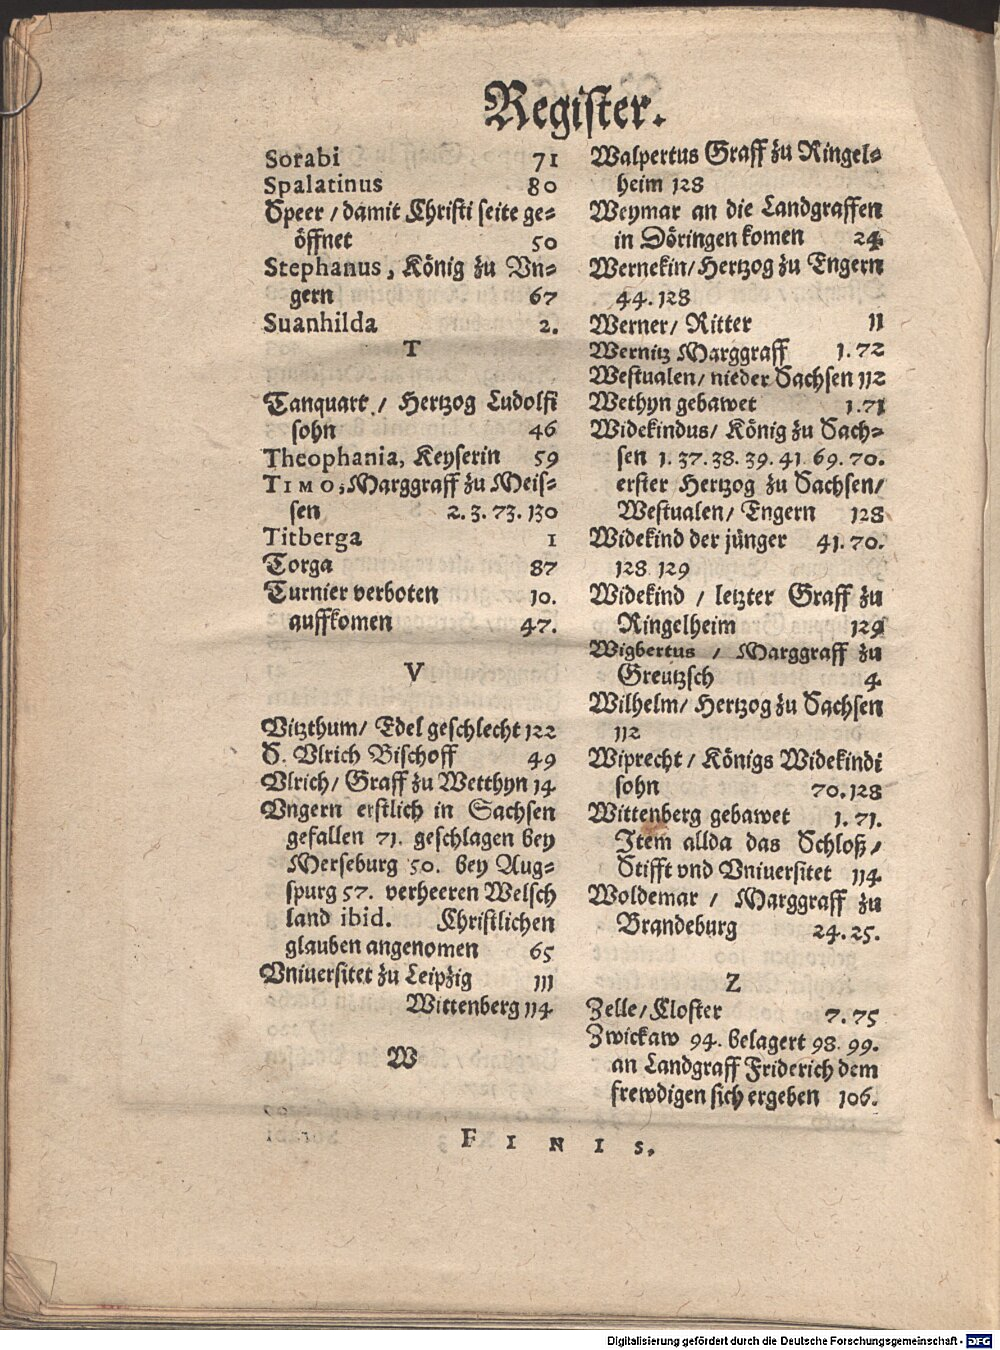 Register.
Sorabi 71
Spalatinus 80
Speer / damit Christi seite ge=
öffnet 50
Stephanus, König zu Vn=
gern 67
Suanhilda 2.
T
Tanquart / Hertzog Ludolfi
sohn 46
Theophania, Keyserin 59
TIMO, Marggraff zu Meis=
sen 2. 3. 73. 130
Titberga 1
Torga 87
Turnier verboten 10.
auffkomen 47.
V
Vitzthum/ Edel geschlecht 122
S. Vlrich Bischoff 49
Vlrich/ Graff zu Wetthyn 14
Vngern erstlich in Sachsen
gefallen 71. geschlagen bey
Merseburg 50. bey Aug=
spurg 57. verheeren Welsch
land ibid. Christlichen
glauben angenomen 65
Vniuersitet zu Leipzig 111
Wittenberg 114
W
Walpertus Graff zu Ringel=
heim 128
Weymar an die Landgraffen
in Döringen komen 24
Wernekin/ Hertzog zu Engern
44. 128
Werner/ Ritter 11
Wernitz Marggraff 1. 72
Westualen/ nieder Sachsen 112
Wethyn gebawet 1. 71
Widekindus/ König zu Sach=
sen 1. 37. 38. 39. 41. 69. 70.
erster Hertzog zu Sachsen/
Westualen/ Engern 128
Widekind der jünger 41. 70.
128. 129
Widekind / letzter Graff zu
Ringelheim 129
Wigbertus / Marggraff zu
Greutzsch 4
Wilhelm/ Hertzog zu Sachsen
112
Wiprecht / Königs Widekindi
sohn 70. 128
Wittenberg gebawet 1. 71.
Item allda das Schloß/
Stifft vnd Vniuersitet 114
Woldemar / Marggraff zu
Brandeburg 24. 25.
Z
Zelle/ Closter 7. 75
Zwickaw 94. belagert 98. 99.
an Landgraff Friderich dem
frewdigen sich ergeben 106.
FINIS.
Digitalisierung gefördert durch die Deutsche Forschungsgemeinschaft - DFG